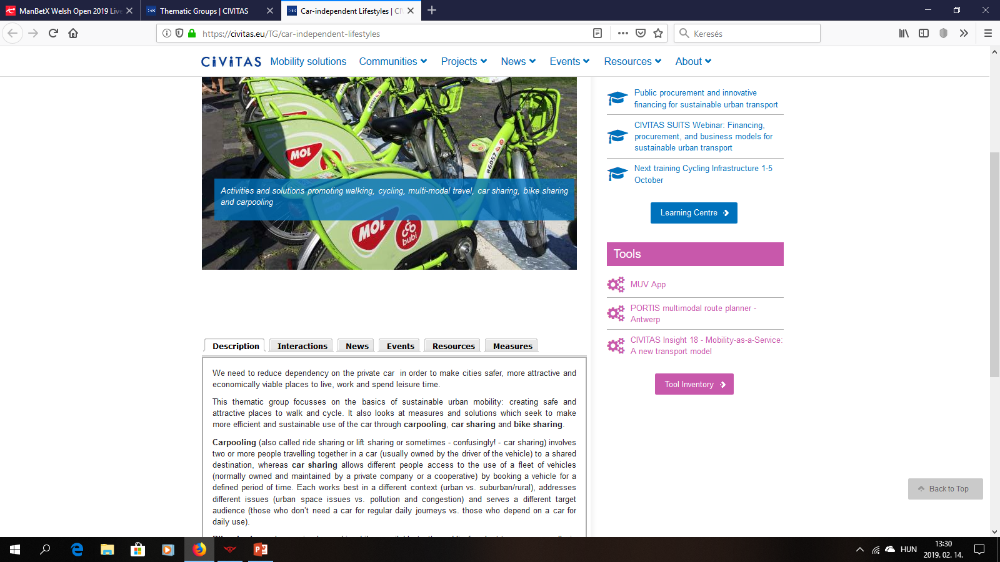 ManBetX Welsh Open 2019 Live
Thematic Groups | CIVITAS
Car-independent Lifestyles | CIV
https://civitas.eu/TG/car-independent-lifestyles
Keresés
CIVITAS
Mobility solutions
Communities
Projects
News
Events
Resources
About
MOL
86057
MOL
bubi
Activities and solutions promoting walking, cycling, multi-modal travel, car sharing, bike sharing
and carpooling
Public procurement and innovative
financing for sustainable urban transport
CIVITAS SUITS Webinar: Financing,
procurement, and business models for
sustainable urban transport
Next training Cycling Infrastructure 1-5
October
Learning Centre
Tools
MUV App
PORTIS multimodal route planner -
Antwerp
CIVITAS Insight 18 - Mobility-as-a-Service:
A new transport model
Tool Inventory
Description
Interactions
News
Events
Resources
Measures
We need to reduce dependency on the private car in order to make cities safer, more attractive and
economically viable places to live, work and spend leisure time.
This thematic group focusses on the basics of sustainable urban mobility: creating safe and
attractive places to walk and cycle. It also looks at measures and solutions which seek to make
more efficient and sustainable use of the car through carpooling, car sharing and bike sharing.
Carpooling (also called ride sharing or lift sharing or sometimes - confusingly! - car sharing) involves
two or more people travelling together in a car (usually owned by the driver of the vehicle) to a shared
destination, whereas car sharing allows different people access to the use of a fleet of vehicles
(normally owned and maintained by a private company or a cooperative) by booking a vehicle for a
defined period of time. Each works best in a different context (urban vs. suburban/rural), addresses
different issues (urban space issues vs. pollution and congestion) and serves a different target
audience (those who don't need a car for regular daily journeys vs. those who depend on a car for
daily use).
Back to Top
HUN
13:30
2019. 02. 14.